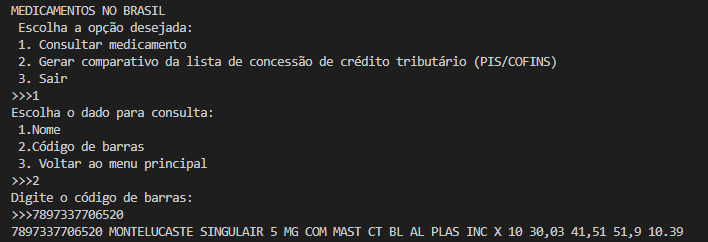 MEDICAMENTOS NO BRASIL
Escolha a opção desejada:
1. Consultar medicamento
2. Gerar comparativo da lista de concessão de crédito tributário (PIS/COFINS)
3. Sair
>>>1
Escolha o dado para consulta:
1.Nome
2.Código de barras
3. Voltar ao menu principal
>>>2
Digite o código de barras:
>>>7897337706520
7897337706520 MONTELUCASTE SINGULAIR 5 MG COM MAST CT BL AL PLAS INC X 10 30,03 41,51 51,9 10.39